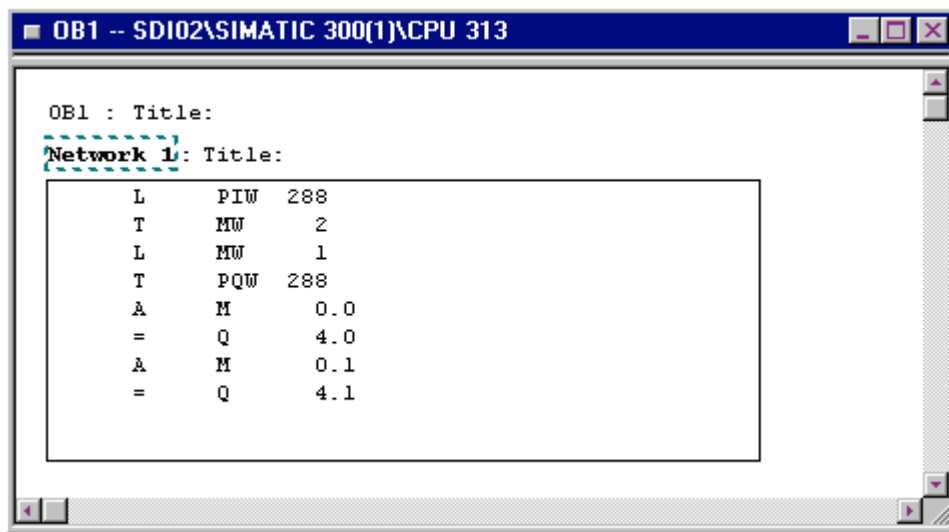 OB1 -- SDI02\SIMATIC 300(1)\CPU 313
OB1 : Title:
Network 1: Title:
L PIW 288
T MW 2
L MW 1
T PQW 288
A M 0.0
= Q 4.0
A M 0.1
= Q 4.1